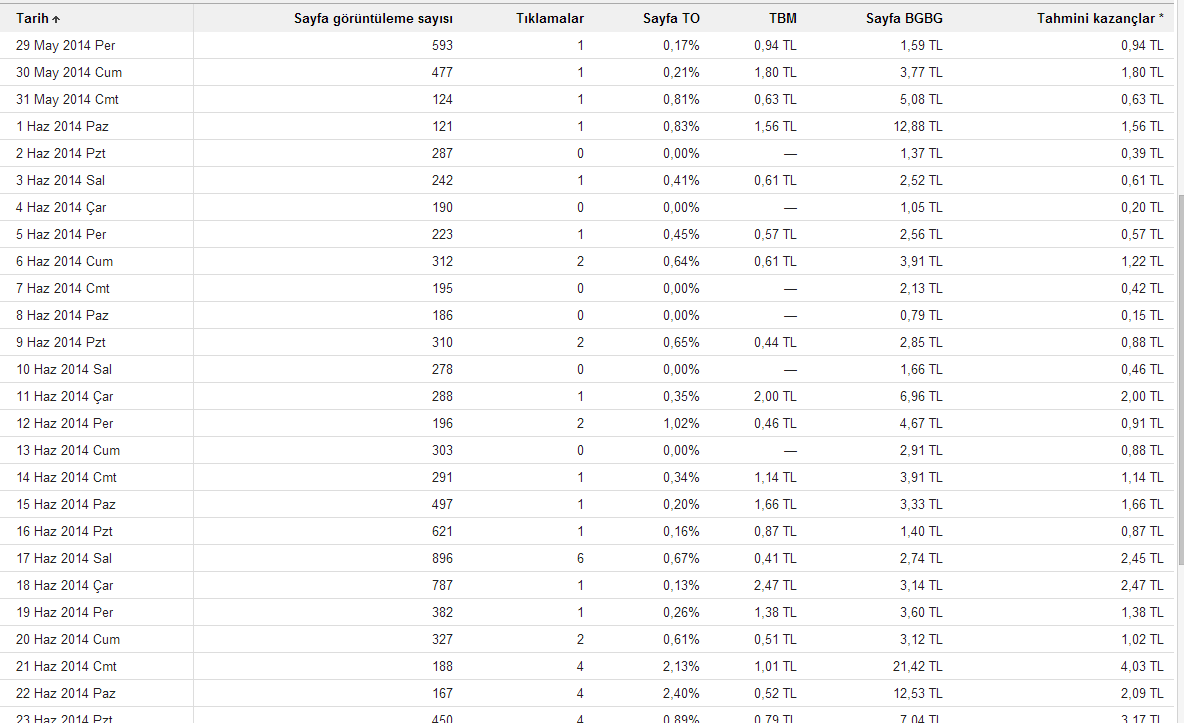 Tarih ↑ Sayfa görüntüleme sayısı Tıklamalar Sayfa TO TBM Sayfa BGBG Tahmini kazançlar *
29 May 2014 Per 593 1 0,17% 0,94 TL 1,59 TL 0,94 TL
30 May 2014 Cum 477 1 0,21% 1,80 TL 3,77 TL 1,80 TL
31 May 2014 Cmt 124 1 0,81% 0,63 TL 5,08 TL 0,63 TL
1 Haz 2014 Paz 121 1 0,83% 1,56 TL 12,88 TL 1,56 TL
2 Haz 2014 Pzt 287 0 0,00% — 1,37 TL 0,39 TL
3 Haz 2014 Sal 242 1 0,41% 0,61 TL 2,52 TL 0,61 TL
4 Haz 2014 Çar 190 0 0,00% — 1,05 TL 0,20 TL
5 Haz 2014 Per 223 1 0,45% 0,57 TL 2,56 TL 0,57 TL
6 Haz 2014 Cum 312 2 0,64% 0,61 TL 3,91 TL 1,22 TL
7 Haz 2014 Cmt 195 0 0,00% — 2,13 TL 0,42 TL
8 Haz 2014 Paz 186 0 0,00% — 0,79 TL 0,15 TL
9 Haz 2014 Pzt 310 2 0,65% 0,44 TL 2,85 TL 0,88 TL
10 Haz 2014 Sal 278 0 0,00% — 1,66 TL 0,46 TL
11 Haz 2014 Çar 288 1 0,35% 2,00 TL 6,96 TL 2,00 TL
12 Haz 2014 Per 196 2 1,02% 0,46 TL 4,67 TL 0,91 TL
13 Haz 2014 Cum 303 0 0,00% — 2,91 TL 0,88 TL
14 Haz 2014 Cmt 291 1 0,34% 1,14 TL 3,91 TL 1,14 TL
15 Haz 2014 Paz 497 1 0,20% 1,66 TL 3,33 TL 1,66 TL
16 Haz 2014 Pzt 621 1 0,16% 0,87 TL 1,40 TL 0,87 TL
17 Haz 2014 Sal 896 6 0,67% 0,41 TL 2,74 TL 2,45 TL
18 Haz 2014 Çar 787 1 0,13% 2,47 TL 3,14 TL 2,47 TL
19 Haz 2014 Per 382 1 0,26% 1,38 TL 3,60 TL 1,38 TL
20 Haz 2014 Cum 327 2 0,61% 0,51 TL 3,12 TL 1,02 TL
21 Haz 2014 Cmt 188 4 2,13% 1,01 TL 21,42 TL 4,03 TL
22 Haz 2014 Paz 167 4 2,40% 0,52 TL 12,53 TL 2,09 TL
23 Haz 2014 Pzt 450 4 0,89% 0,79 TL 7,04 TL 3,17 TL